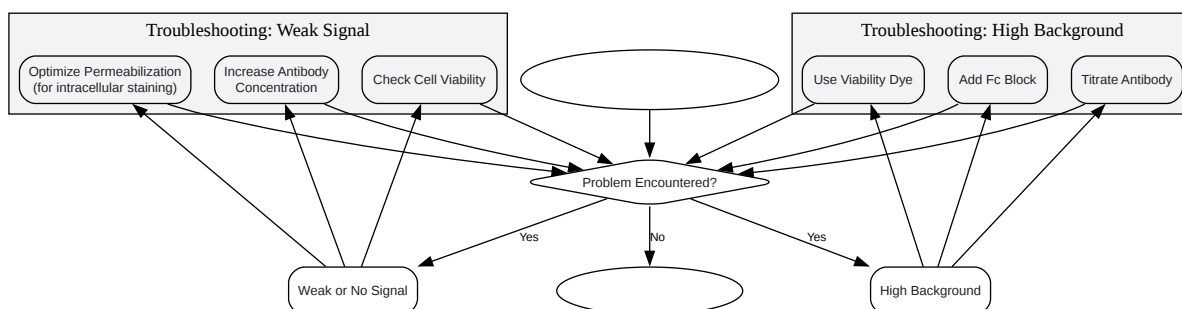 Troubleshooting: Weak Signal
Optimize Permeabilization
(for intracellular staining)
Increase Antibody
Concentration
Check Cell Viability
Troubleshooting: High Background
Use Viability Dye
Add Fc Block
Titrate Antibody
Problem Encountered?
Yes
No
Yes
Weak or No Signal
High Background